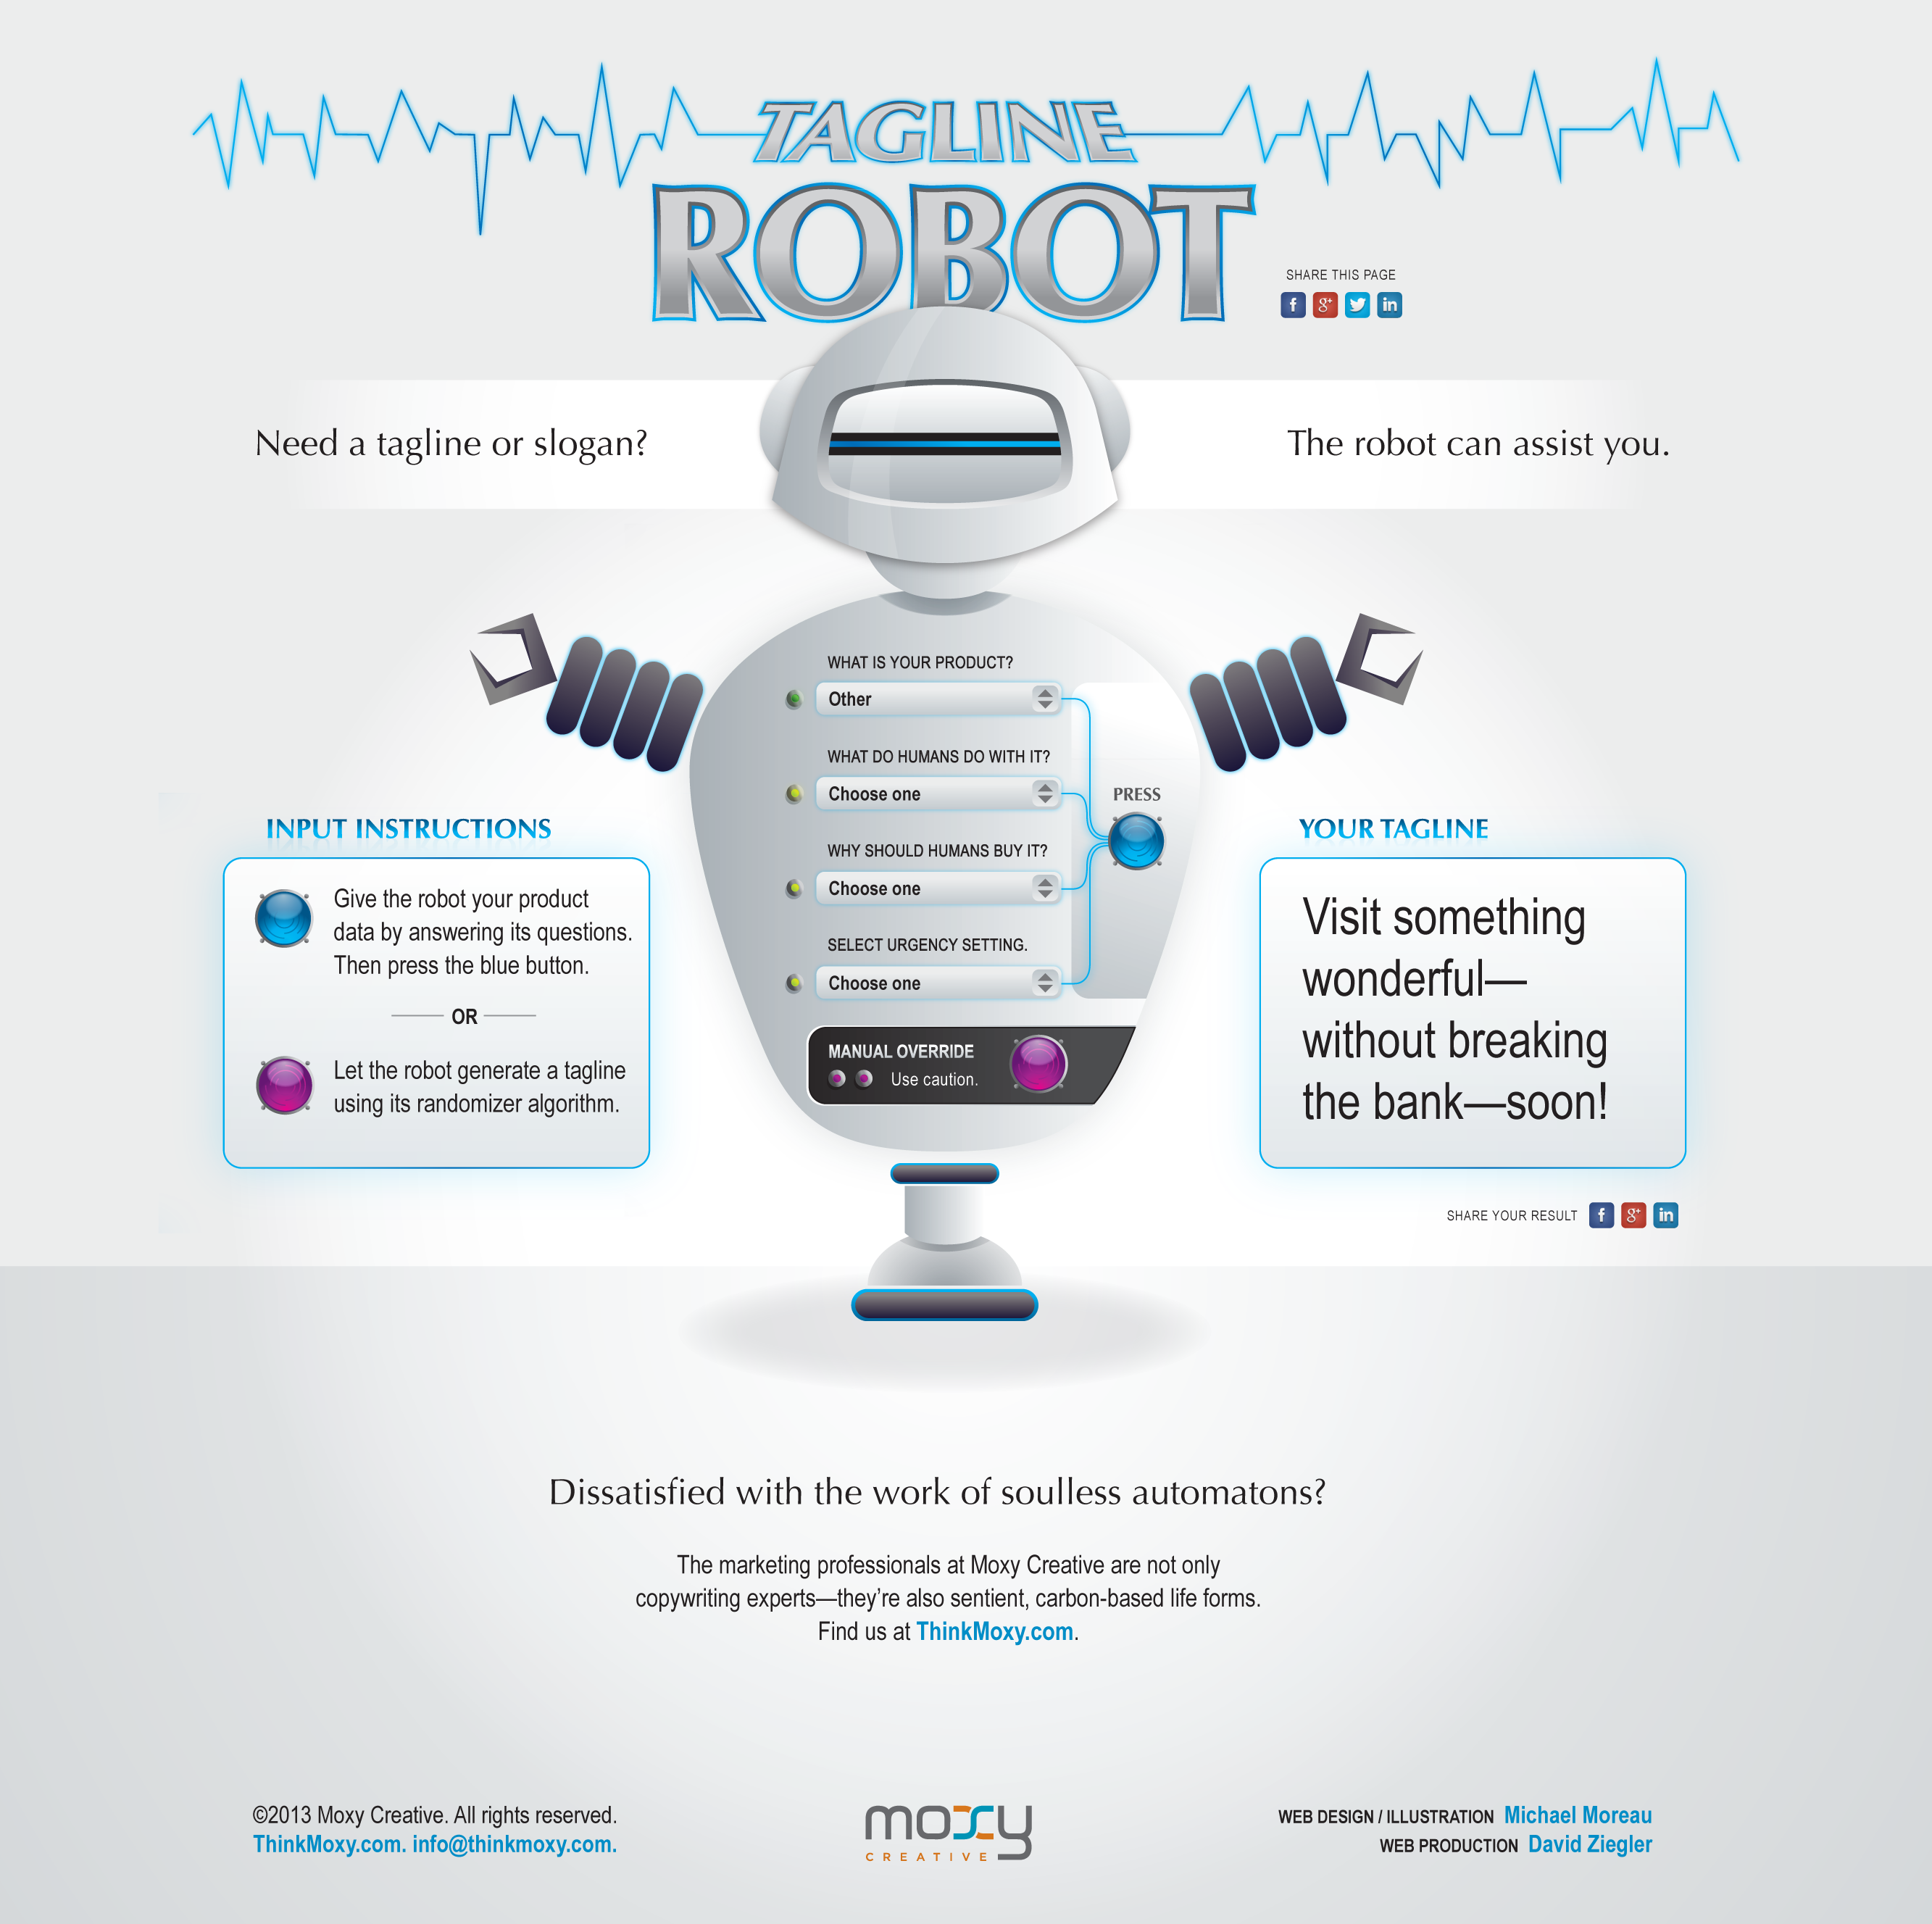 TAGLINE
ROBOT
SHARE THIS PAGE
f g+ in
Need a tagline or slogan?
The robot can assist you.
WHAT IS YOUR PRODUCT?
Other
WHAT DO HUMANS DO WITH IT?
Choose one
WHY SHOULD HUMANS BUY IT?
Choose one
SELECT URGENCY SETTING.
Choose one
PRESS
MANUAL OVERRIDE
Use caution.
INPUT INSTRUCTIONS
Give the robot your product
data by answering its questions.
Then press the blue button.
OR
Let the robot generate a tagline
using its randomizer algorithm.
YOUR TAGLINE
Visit something
wonderful—
without breaking
the bank—soon!
SHARE YOUR RESULT f g+ in
Dissatisfied with the work of soulless automatons?
The marketing professionals at Moxy Creative are not only
copywriting experts—they’re also sentient, carbon-based life forms.
Find us at ThinkMoxy.com.
©2013 Moxy Creative. All rights reserved.
ThinkMoxy.com. info@thinkmoxy.com.
moxy
CREATIVE
WEB DESIGN / ILLUSTRATION Michael Moreau
WEB PRODUCTION David Ziegler